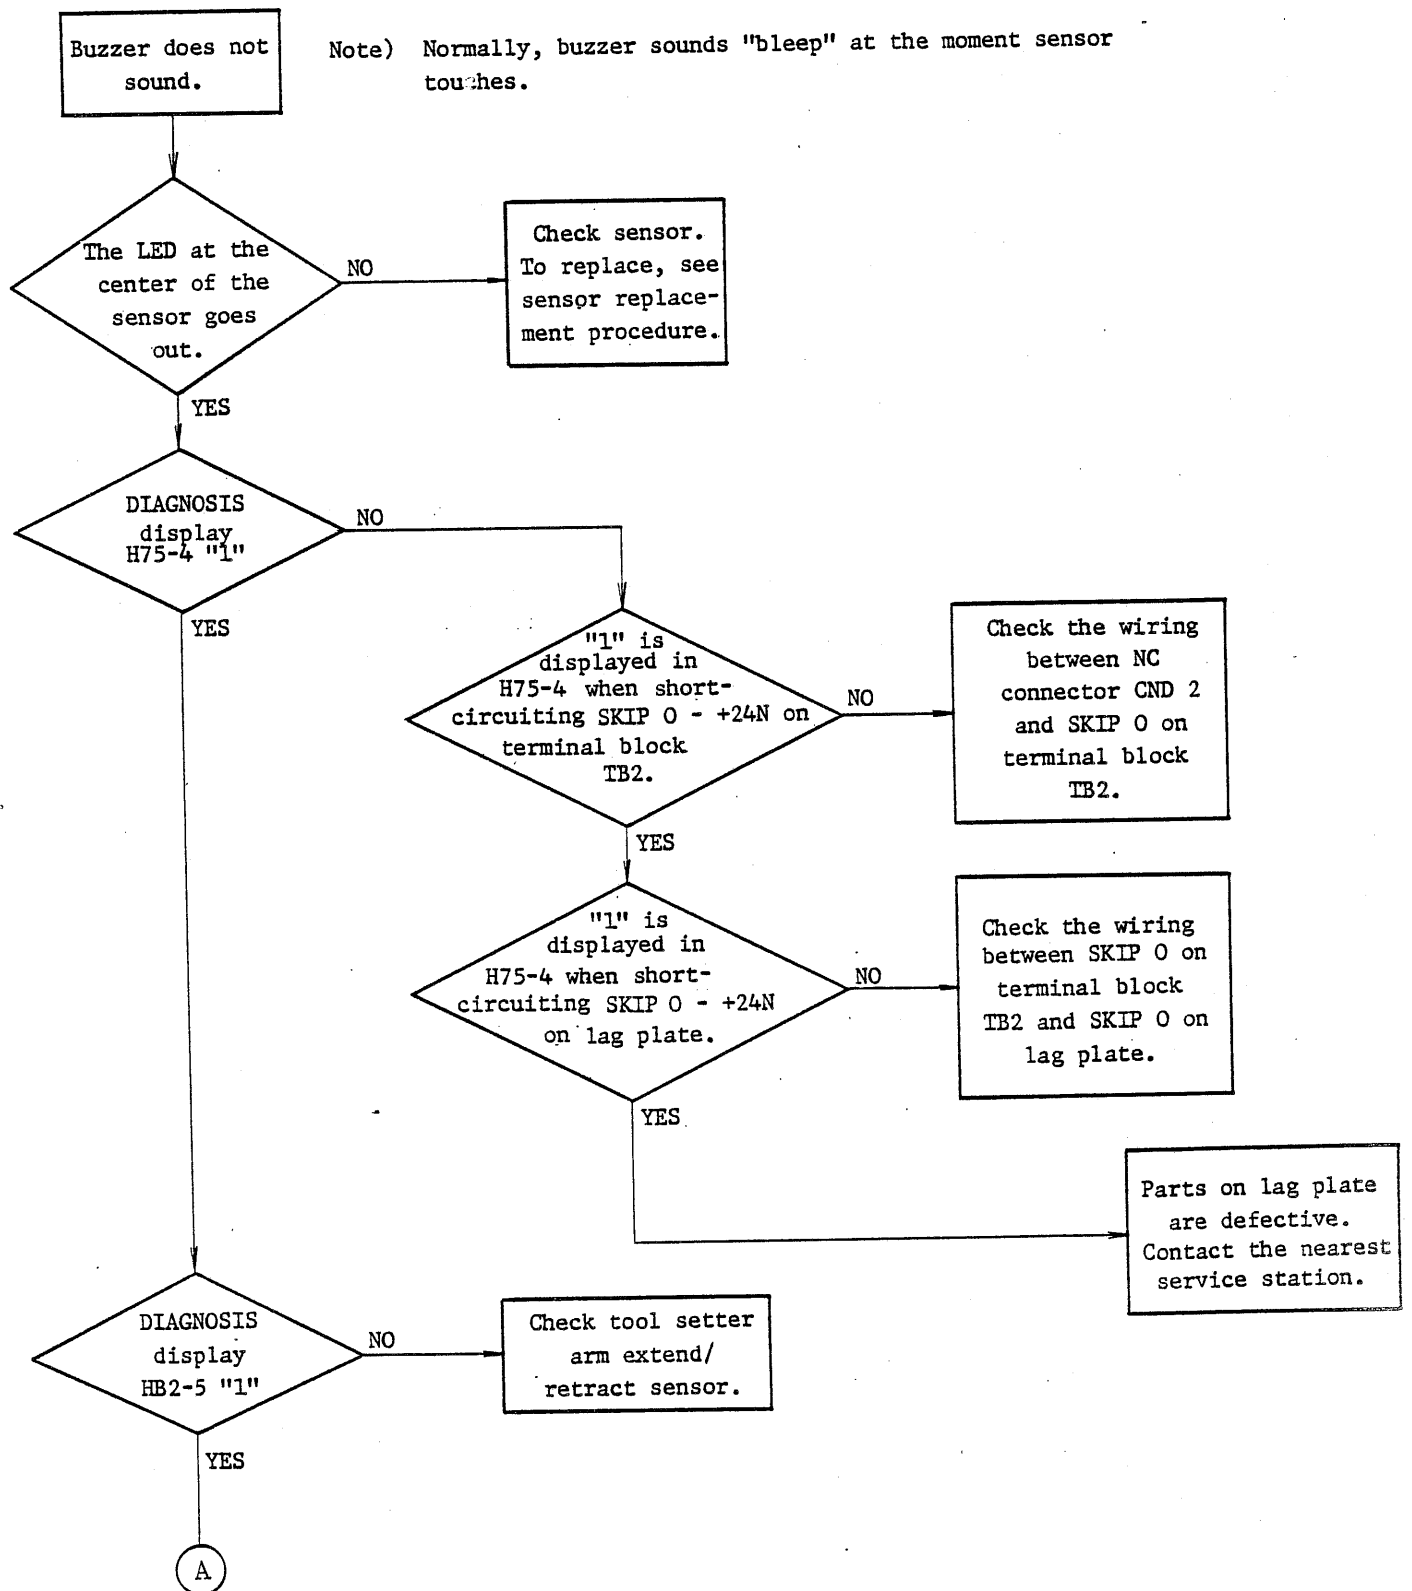 Buzzer does not
sound.
Note) Normally, buzzer sounds "bleep" at the moment sensor
touches.
The LED at the
center of the
sensor goes
out.
NO
Check sensor.
To replace, see
sensor replace-
ment procedure.
YES
DIAGNOSIS
display
H75-4 "1"
NO
YES
"1" is
displayed in
H75-4 when short-
circuiting SKIP 0 - +24N on
terminal block
TB2.
NO
Check the wiring
between NC
connector CND 2
and SKIP 0 on
terminal block
TB2.
YES
"1" is
displayed in
H75-4 when short-
circuiting SKIP 0 - +24N
on lag plate.
NO
Check the wiring
between SKIP 0 on
terminal block
TB2 and SKIP 0 on
lag plate.
YES
Parts on lag plate
are defective.
Contact the nearest
service station.
DIAGNOSIS
display
HB2-5 "1"
NO
Check tool setter
arm extend/
retract sensor.
YES
A